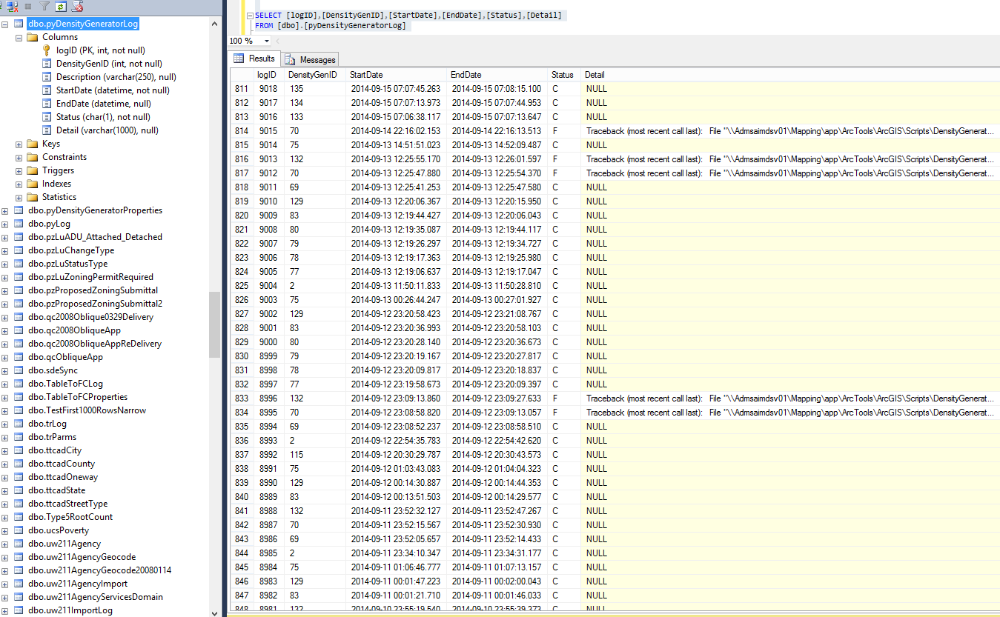 dbo.pyDensityGeneratorLog
Columns
logID (PK, int, not null)
DensityGenID (int, not null)
Description (varchar(250), null)
StartDate (datetime, not null)
EndDate (datetime, null)
Status (char(1), not null)
Detail (varchar(1000), null)
Keys
Constraints
Triggers
Indexes
Statistics
dbo.pyDensityGeneratorProperties
dbo.pyLog
dbo.pzLuADU_Attached_Detached
dbo.pzLuChangeType
dbo.pzLuStatusType
dbo.pzLuZoningPermitRequired
dbo.pzProposedZoningSubmittal
dbo.pzProposedZoningSubmittal2
dbo.qc2008Oblique0329Delivery
dbo.qc2008ObliqueApp
dbo.qc2008ObliqueAppReDelivery
dbo.qcObliqueApp
dbo.sdeSync
dbo.TableToFCLog
dbo.TableToFCProperties
dbo.TestFirst1000RowsNarrow
dbo.trLog
dbo.trParms
dbo.ttcadCity
dbo.ttcadCounty
dbo.ttcadOneway
dbo.ttcadState
dbo.ttcadStreetType
dbo.Type5RootCount
dbo.ucsPoverty
dbo.uw211Agency
dbo.uw211AgencyGeocode
dbo.uw211AgencyGeocode20080114
dbo.uw211AgencyImport
dbo.uw211AgencyServicesDomain
dbo.uw211ImportLog
SELECT [logID],[DensityGenID],[StartDate],[EndDate],[Status],[Detail]
FROM [dbo].[pyDensityGeneratorLog]
100 %
Results Messages
logID DensityGenID StartDate EndDate Status Detail
811 9018 135 2014-09-15 07:07:45.263 2014-09-15 07:08:15.100 C NULL
812 9017 134 2014-09-15 07:07:13.973 2014-09-15 07:07:44.953 C NULL
813 9016 133 2014-09-15 07:06:38.117 2014-09-15 07:07:13.647 C NULL
814 9015 70 2014-09-14 22:16:02.153 2014-09-14 22:16:13.513 F Traceback (most recent call last): File "\\Admsaimdsv01\Mapping\app\ArcTools\ArcGIS\Scripts\DensityGenerat...
815 9014 75 2014-09-13 14:51:51.023 2014-09-13 14:52:09.487 C NULL
816 9013 132 2014-09-13 12:25:55.170 2014-09-13 12:26:01.597 F Traceback (most recent call last): File "\\Admsaimdsv01\Mapping\app\ArcTools\ArcGIS\Scripts\DensityGenerat...
817 9012 70 2014-09-13 12:25:47.880 2014-09-13 12:25:54.370 F Traceback (most recent call last): File "\\Admsaimdsv01\Mapping\app\ArcTools\ArcGIS\Scripts\DensityGenerat...
818 9011 69 2014-09-13 12:25:41.253 2014-09-13 12:25:47.580 C NULL
819 9010 129 2014-09-13 12:20:06.367 2014-09-13 12:20:15.950 C NULL
820 9009 83 2014-09-13 12:19:44.427 2014-09-13 12:20:06.043 C NULL
821 9008 80 2014-09-13 12:19:35.087 2014-09-13 12:19:44.117 C NULL
822 9007 79 2014-09-13 12:19:26.297 2014-09-13 12:19:34.727 C NULL
823 9006 78 2014-09-13 12:19:17.363 2014-09-13 12:19:25.980 C NULL
824 9005 77 2014-09-13 12:19:06.637 2014-09-13 12:19:17.047 C NULL
825 9004 2 2014-09-13 11:50:11.833 2014-09-13 11:50:28.810 C NULL
826 9003 75 2014-09-13 00:26:44.247 2014-09-13 00:27:01.927 C NULL
827 9002 129 2014-09-12 23:20:58.423 2014-09-12 23:21:08.767 C NULL
828 9001 83 2014-09-12 23:20:36.993 2014-09-12 23:20:58.103 C NULL
829 9000 80 2014-09-12 23:20:28.140 2014-09-12 23:20:36.673 C NULL
830 8999 79 2014-09-12 23:20:19.167 2014-09-12 23:20:27.817 C NULL
831 8998 78 2014-09-12 23:20:09.817 2014-09-12 23:20:18.837 C NULL
832 8997 77 2014-09-12 23:19:58.673 2014-09-12 23:20:09.397 C NULL
833 8996 132 2014-09-12 23:09:13.860 2014-09-12 23:09:27.633 F Traceback (most recent call last): File "\\Admsaimdsv01\Mapping\app\ArcTools\ArcGIS\Scripts\DensityGenerat...
834 8995 70 2014-09-12 23:08:58.820 2014-09-12 23:09:13.057 F Traceback (most recent call last): File "\\Admsaimdsv01\Mapping\app\ArcTools\ArcGIS\Scripts\DensityGenerat...
835 8994 69 2014-09-12 23:08:52.237 2014-09-12 23:08:58.510 C NULL
836 8993 2 2014-09-12 22:54:35.783 2014-09-12 22:54:42.620 C NULL
837 8992 115 2014-09-12 20:30:29.787 2014-09-12 20:30:43.573 C NULL
838 8991 75 2014-09-12 01:03:43.083 2014-09-12 01:04:04.323 C NULL
839 8990 129 2014-09-12 00:14:30.887 2014-09-12 00:14:44.353 C NULL
840 8989 83 2014-09-12 00:13:51.503 2014-09-12 00:14:29.577 C NULL
841 8988 132 2014-09-11 23:52:32.127 2014-09-11 23:52:47.267 C NULL
842 8987 70 2014-09-11 23:52:15.567 2014-09-11 23:52:30.930 C NULL
843 8986 69 2014-09-11 23:52:05.657 2014-09-11 23:52:14.433 C NULL
844 8985 2 2014-09-11 23:34:10.347 2014-09-11 23:34:31.177 C NULL
845 8984 75 2014-09-11 01:06:46.777 2014-09-11 01:07:13.157 C NULL
846 8983 129 2014-09-11 00:01:47.223 2014-09-11 00:02:00.043 C NULL
847 8982 83 2014-09-11 00:01:21.710 2014-09-11 00:01:46.033 C NULL
848 8981 132 2014-09-10 23:55:19.540 2014-09-10 23:55:39.373 C NULL